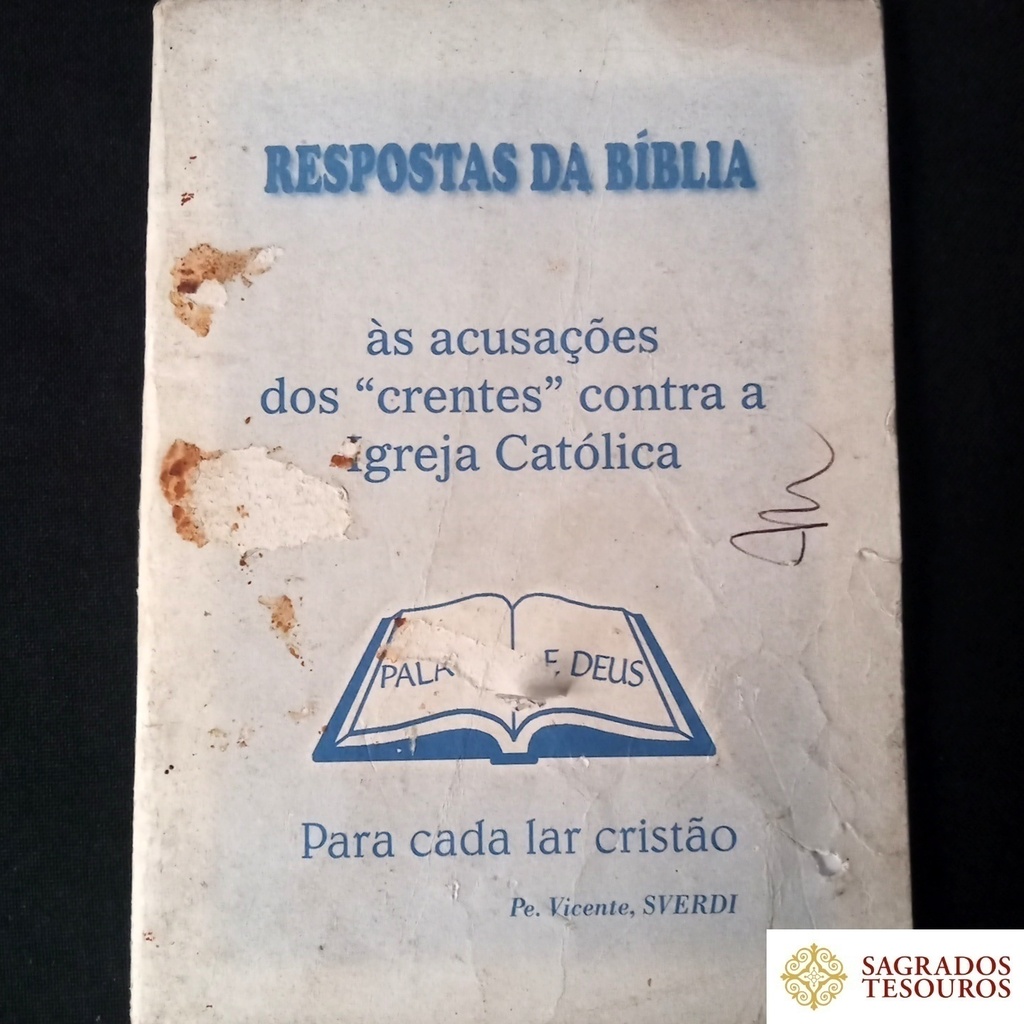 RESPOSTAS DA BÍBLIA
às acusações
dos “crentes” contra a
Igreja Católica
DEUS
Para cada lar cristão
Pe. Vicente, SVERDI
SAGRADOS
TESOUROS